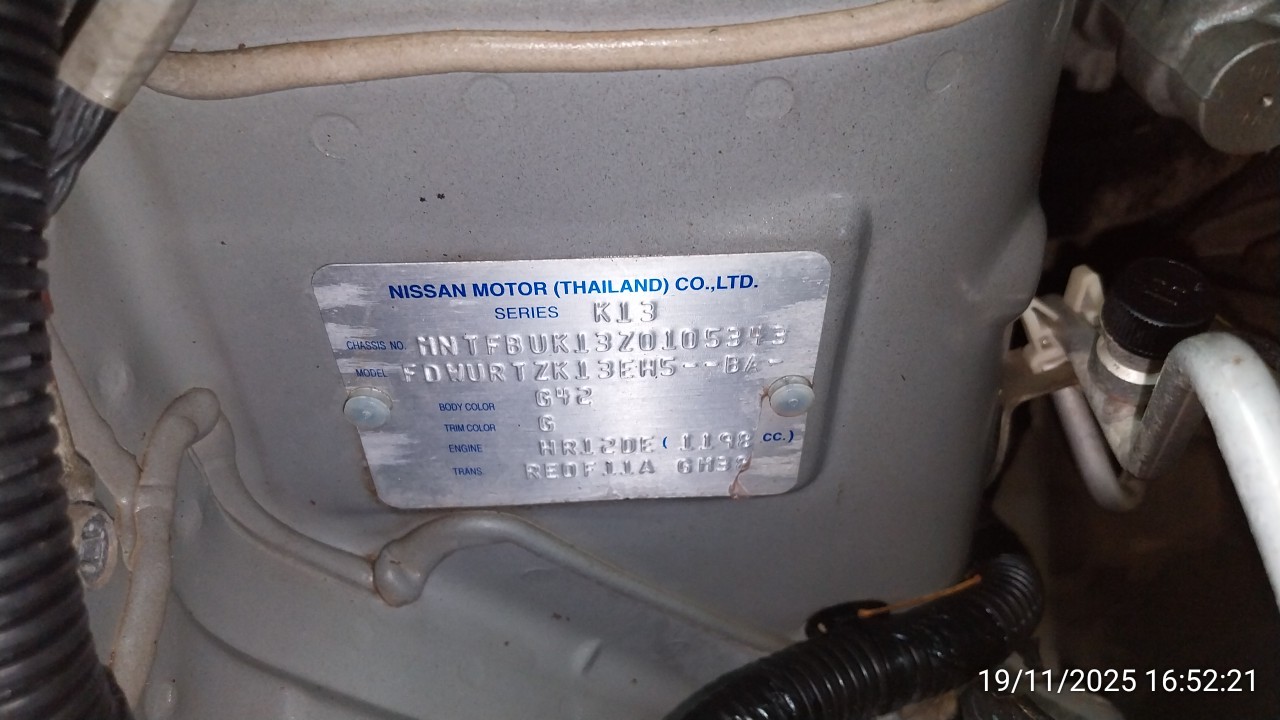 NISSAN MOTOR (THAILAND) CO.,LTD.
SERIES K13
CHASSIS NO. MNTFBUK13Z0105343
MODEL FDWURTZK13EH5--BA-
BODY COLOR G42
TRIM COLOR G
ENGINE HR12DE ( 1198 CC.)
TRANS RE0F11A
19/11/2025 16:52:21